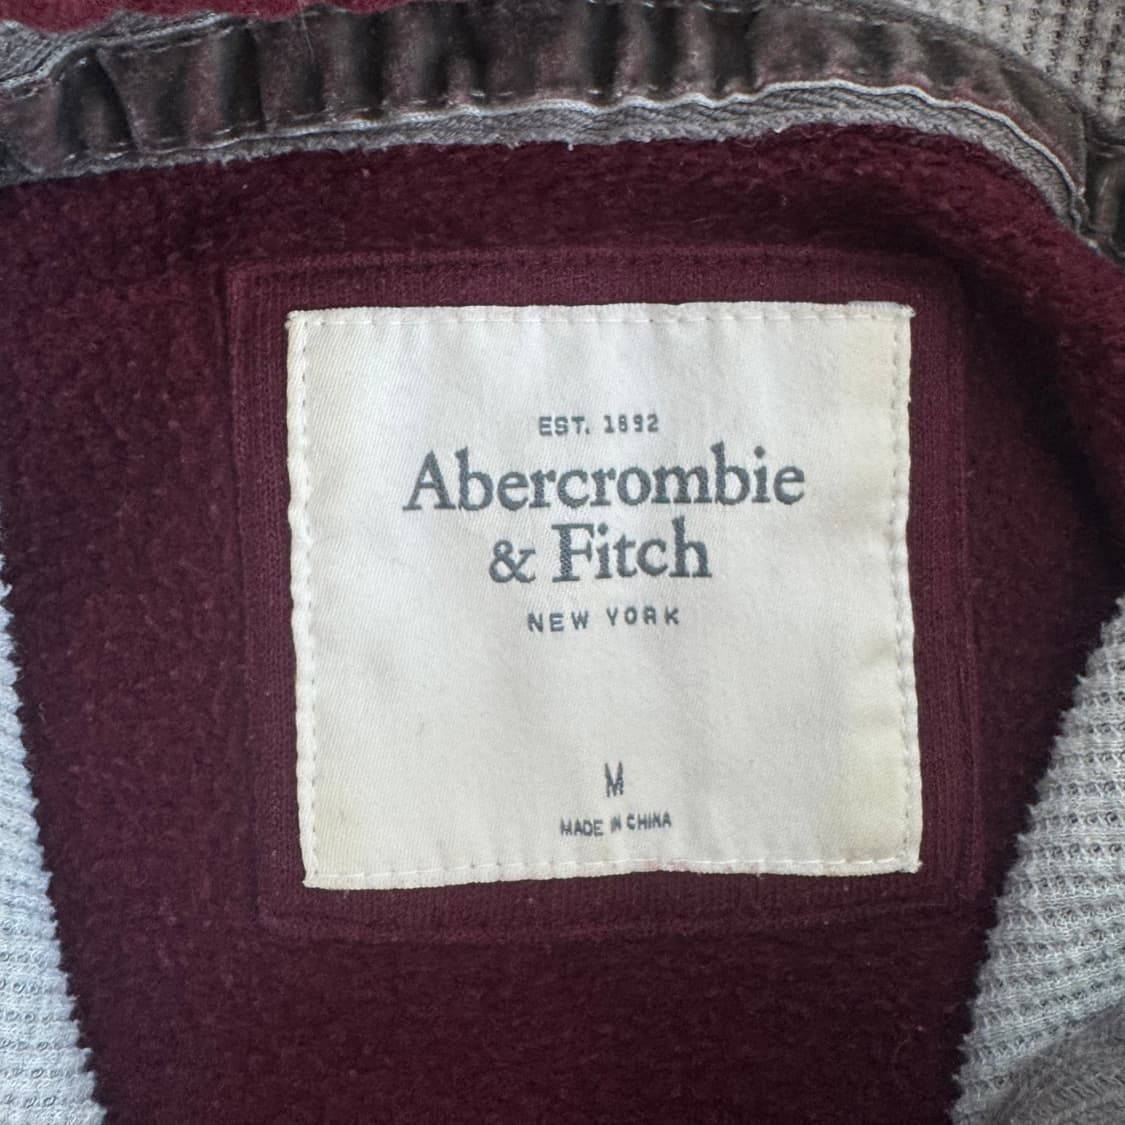 EST. 1892
Abercrombie
& Fitch
NEW YORK
M
MADE IN CHINA